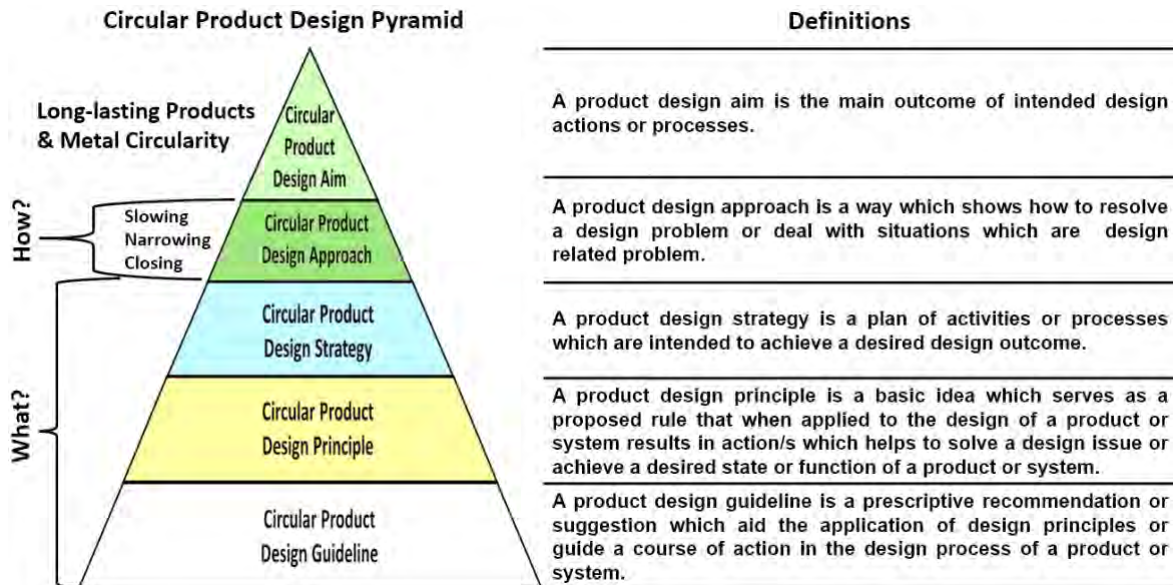 Circular Product Design Pyramid
Long-lasting Products
& Metal Circularity
How?
Slowing
Narrowing
Closing
What?
Circular
Product
Design Aim
Circular Product
Design Approach
Circular Product
Design Strategy
Circular Product
Design Principle
Circular Product
Design Guideline
Definitions
A product design aim is the main outcome of intended design
actions or processes.
A product design approach is a way which shows how to resolve
a design problem or deal with situations which are design
related problem.
A product design strategy is a plan of activities or processes
which are intended to achieve a desired design outcome.
A product design principle is a basic idea which serves as a
proposed rule that when applied to the design of a product or
system results in action/s which helps to solve a design issue or
achieve a desired state or function of a product or system.
A product design guideline is a prescriptive recommendation or
suggestion which aid the application of design principles or
guide a course of action in the design process of a product or
system.